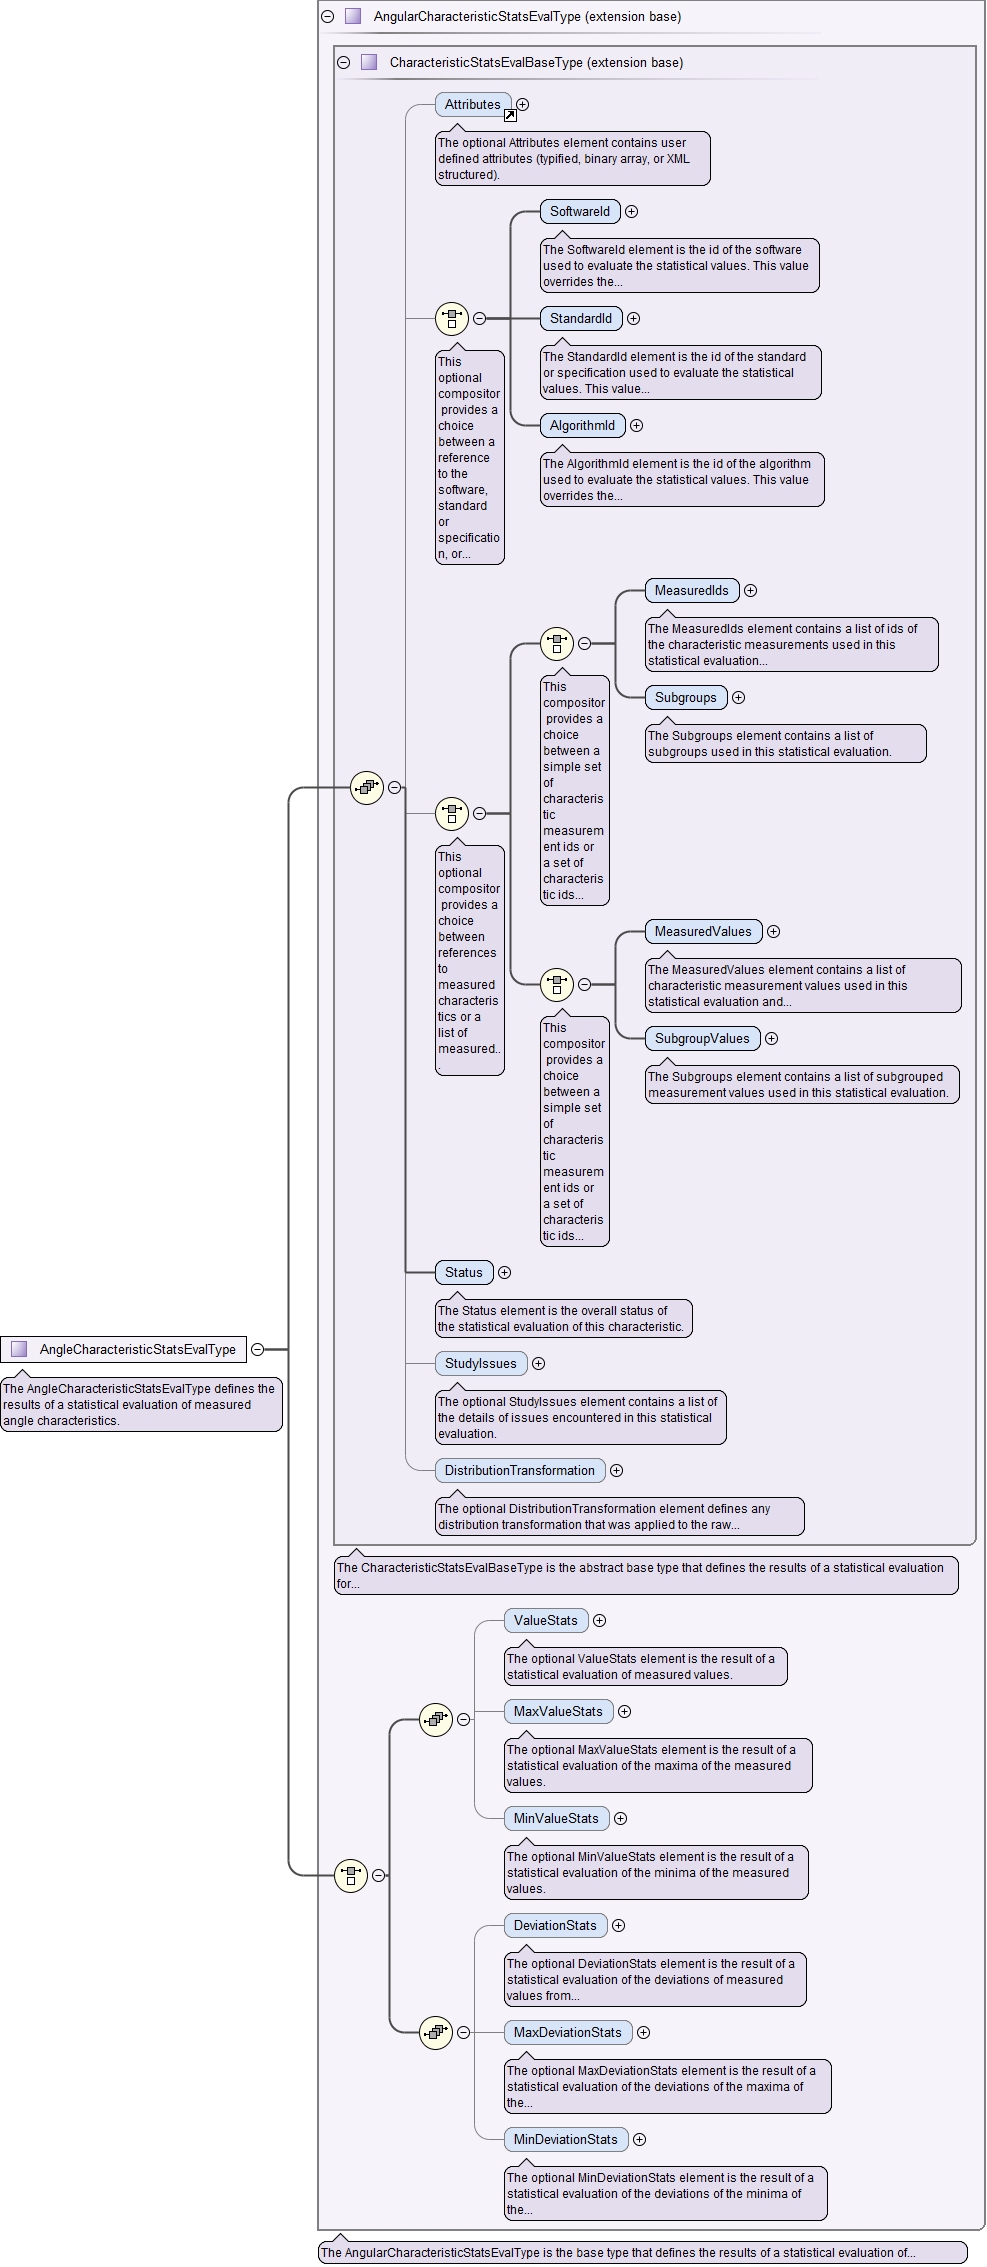 AngularCharacteristicStatsEvalType (extension base)
CharacteristicStatsEvalBaseType (extension base)
Attributes
The optional Attributes element contains user
defined attributes (typified, binary array, or XML
structured).
SoftwareId
The SoftwareId element is the id of the software
used to evaluate the statistical values. This value
overrides the...
StandardId
The StandardId element is the id of the standard
or specification used to evaluate the statistical
values. This value...
AlgorithmId
The AlgorithmId element is the id of the algorithm
used to evaluate the statistical values. This value
overrides the...
This
optional
compositor
provides a
choice
between a
reference
to the
software,
standard
or
specificatio
n, or...
MeasuredIds
The MeasuredIds element contains a list of ids of
the characteristic measurements used in this
statistical evaluation...
Subgroups
The Subgroups element contains a list of
subgroups used in this statistical evaluation.
This
compositor
provides a
choice
between a
simple set
of
characteris
tic
measurem
ent ids or
a set of
characteris
tic ids...
This
optional
compositor
provides a
choice
between
references
to
measured
characteris
tics or a
list of
measured..
.
MeasuredValues
The MeasuredValues element contains a list of
characteristic measurement values used in this
statistical evaluation and...
SubgroupValues
The Subgroups element contains a list of subgrouped
measurement values used in this statistical evaluation.
This
compositor
provides a
choice
between a
simple set
of
characteris
tic
measurem
ent ids or
a set of
characteris
tic ids...
Status
The Status element is the overall status of
the statistical evaluation of this characteristic.
AngleCharacteristicStatsEvalType
The AngleCharacteristicStatsEvalType defines the
results of a statistical evaluation of measured
angle characteristics.
StudyIssues
The optional StudyIssues element contains a list of
the details of issues encountered in this statistical
evaluation.
DistributionTransformation
The optional DistributionTransformation element defines any
distribution transformation that was applied to the raw...
The CharacteristicStatsEvalBaseType is the abstract base type that defines the results of a statistical evaluation
for...
ValueStats
The optional ValueStats element is the result of a
statistical evaluation of measured values.
MaxValueStats
The optional MaxValueStats element is the result of a
statistical evaluation of the maxima of the measured
values.
MinValueStats
The optional MinValueStats element is the result of a
statistical evaluation of the minima of the measured
values.
DeviationStats
The optional DeviationStats element is the result of a
statistical evaluation of the deviations of measured
values from...
MaxDeviationStats
The optional MaxDeviationStats element is the result of a
statistical evaluation of the deviations of the maxima of
the...
MinDeviationStats
The optional MinDeviationStats element is the result of a
statistical evaluation of the deviations of the minima of
the...
The AngularCharacteristicStatsEvalType is the base type that defines the results of a statistical evaluation of...